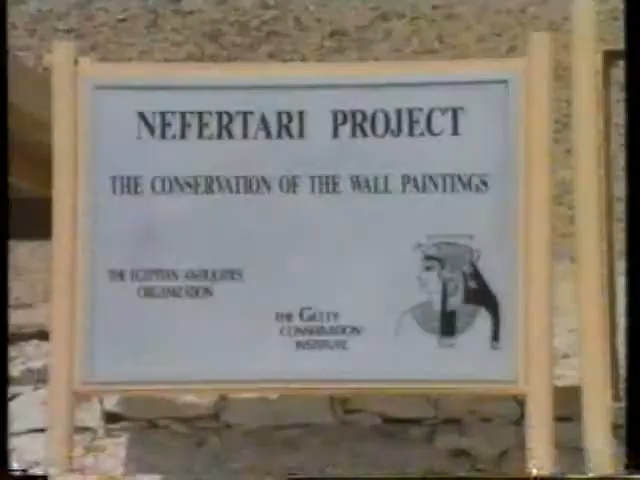 NEFERTARI PROJECT
THE CONSERVATION OF THE WALL PAINTINGS
THE EGYPTIAN ANTIQUITIES
ORGANIZATION
THE GETTY
CONSERVATION
INSTITUTE